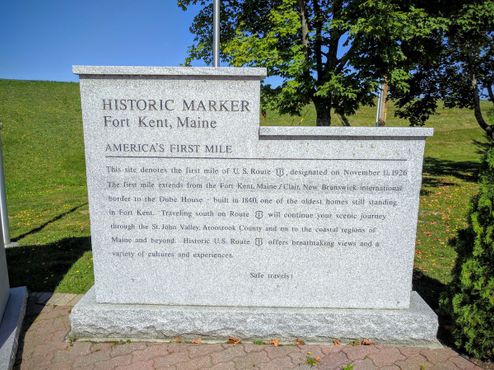 HISTORIC MARKER
Fort Kent, Maine
AMERICA'S FIRST MILE
This site denotes the first mile of U.S. Route 1, designated on November 11, 1926
The first mile extends from the Fort Kent, Maine/Clair, New Brunswick international
border to the Dube House - built in 1840, one of the oldest homes still standing
in Fort Kent. Traveling south on Route 1 will continue your scenic journey
through the St. John Valley, Aroostook County and on to the coastal regions of
Maine and beyond. Historic U.S. Route 1 offers breathtaking views and a
variety of cultures and experiences.
Safe travels!